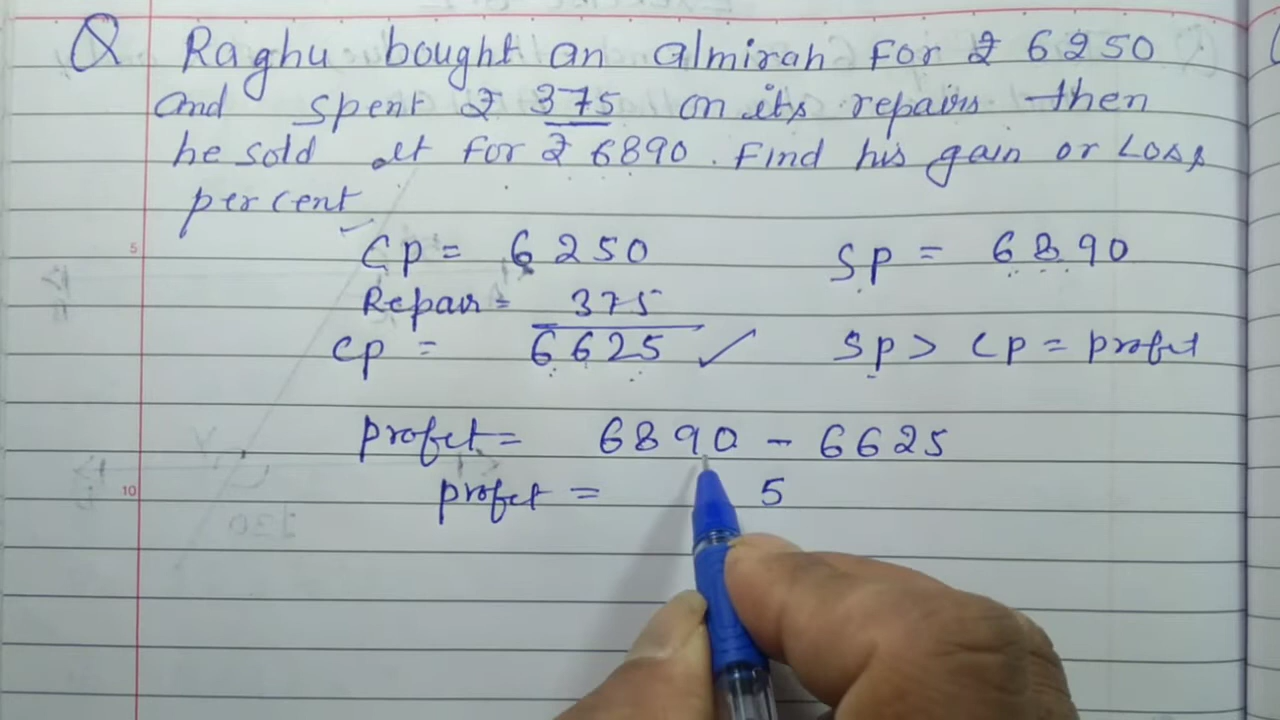 Q Raghu bought an almirah for ₹ 6250
and spent ₹ 375 on its repairs then
he sold it for ₹ 6890. Find his gain or Loss
percent
CP = 6250 SP = 6890
Repair = 375
CP = 6625 ✓ SP > CP = profit
profit = 6890 - 6625
profit = 5
5
10